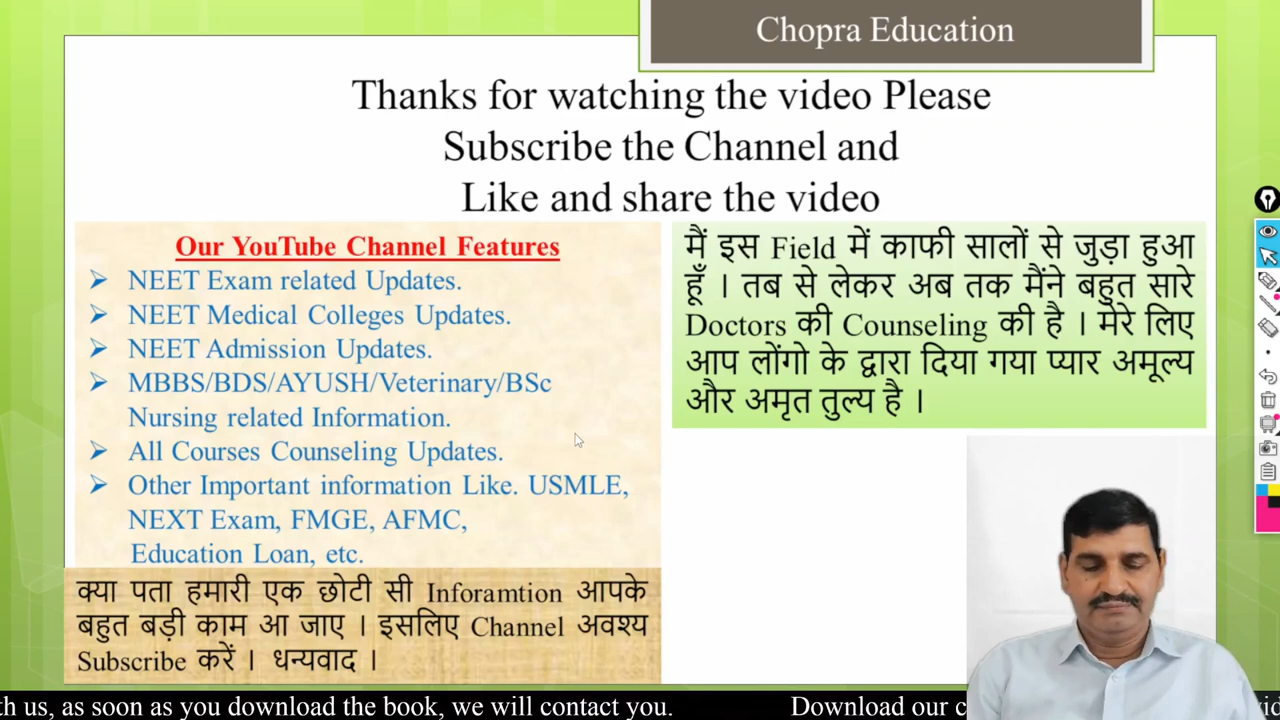 Chopra Education
Thanks for watching the video Please
Subscribe the Channel and
Like and share the video
Our YouTube Channel Features
➢ NEET Exam related Updates.
➢ NEET Medical Colleges Updates.
➢ NEET Admission Updates.
➢ MBBS/BDS/AYUSH/Veterinary/BSc
Nursing related Information.
➢ All Courses Counseling Updates.
➢ Other Important information Like. USMLE,
NEXT Exam, FMGE, AFMC,
Education Loan, etc.
क्या पता हमारी एक छोटी सी Inforamtion आपके
बहुत बड़ी काम आ जाए । इसलिए Channel अवश्य
Subscribe करें । धन्यवाद ।
मैं इस Field में काफी सालों से जुड़ा हुआ
हूँ । तब से लेकर अब तक मैंने बहुत सारे
Doctors की Counseling की है । मेरे लिए
आप लोंगो के द्वारा दिया गया प्यार अमूल्य
और अमृत तुल्य है ।
th us, as soon as you download the book, we will contact you. Download our c